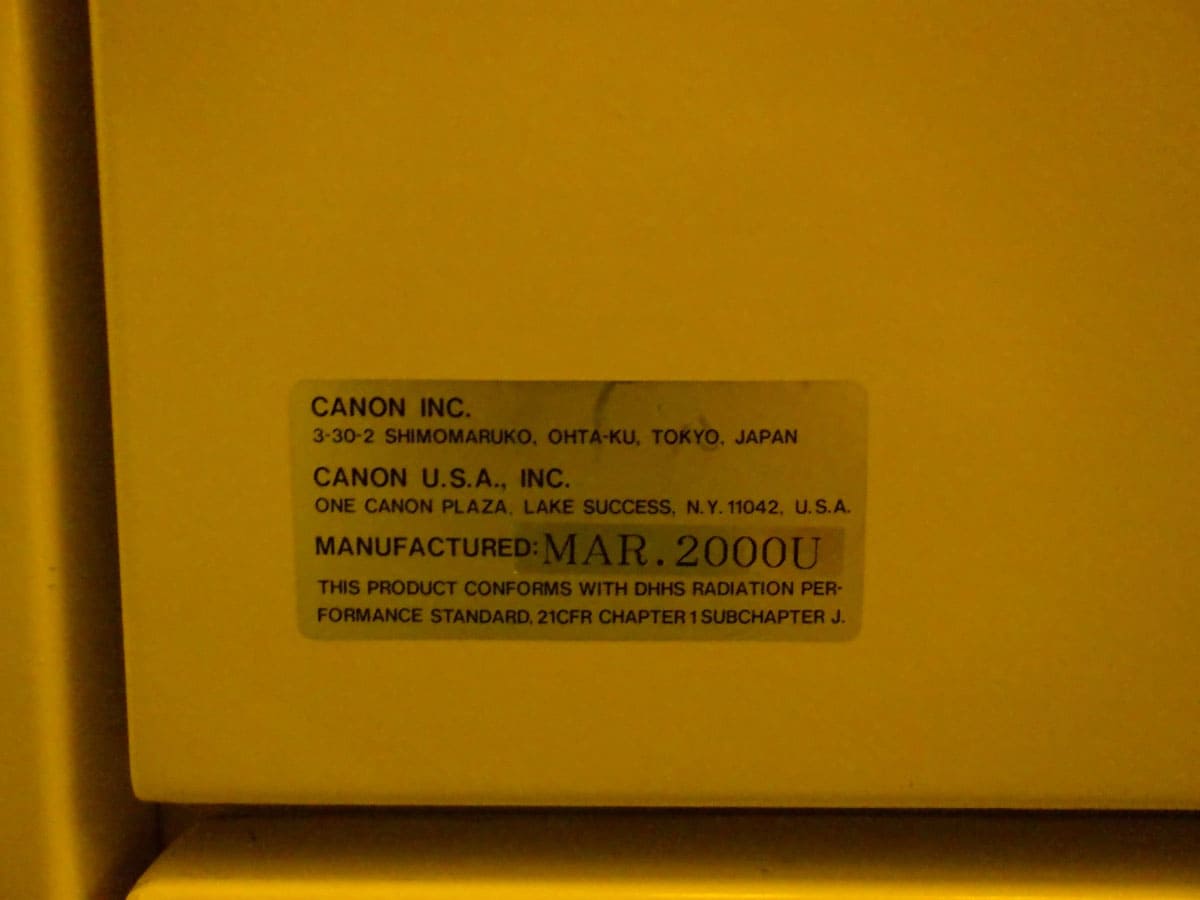 CANON INC.
3-30-2 SHIMOMARUKO, OHTA-KU, TOKYO, JAPAN
CANON U.S.A., INC.
ONE CANON PLAZA, LAKE SUCCESS, N.Y. 11042, U.S.A.
MANUFACTURED: MAR. 2000U
THIS PRODUCT CONFORMS WITH DHHS RADIATION PER-
FORMANCE STANDARD, 21CFR CHAPTER 1 SUBCHAPTER J.